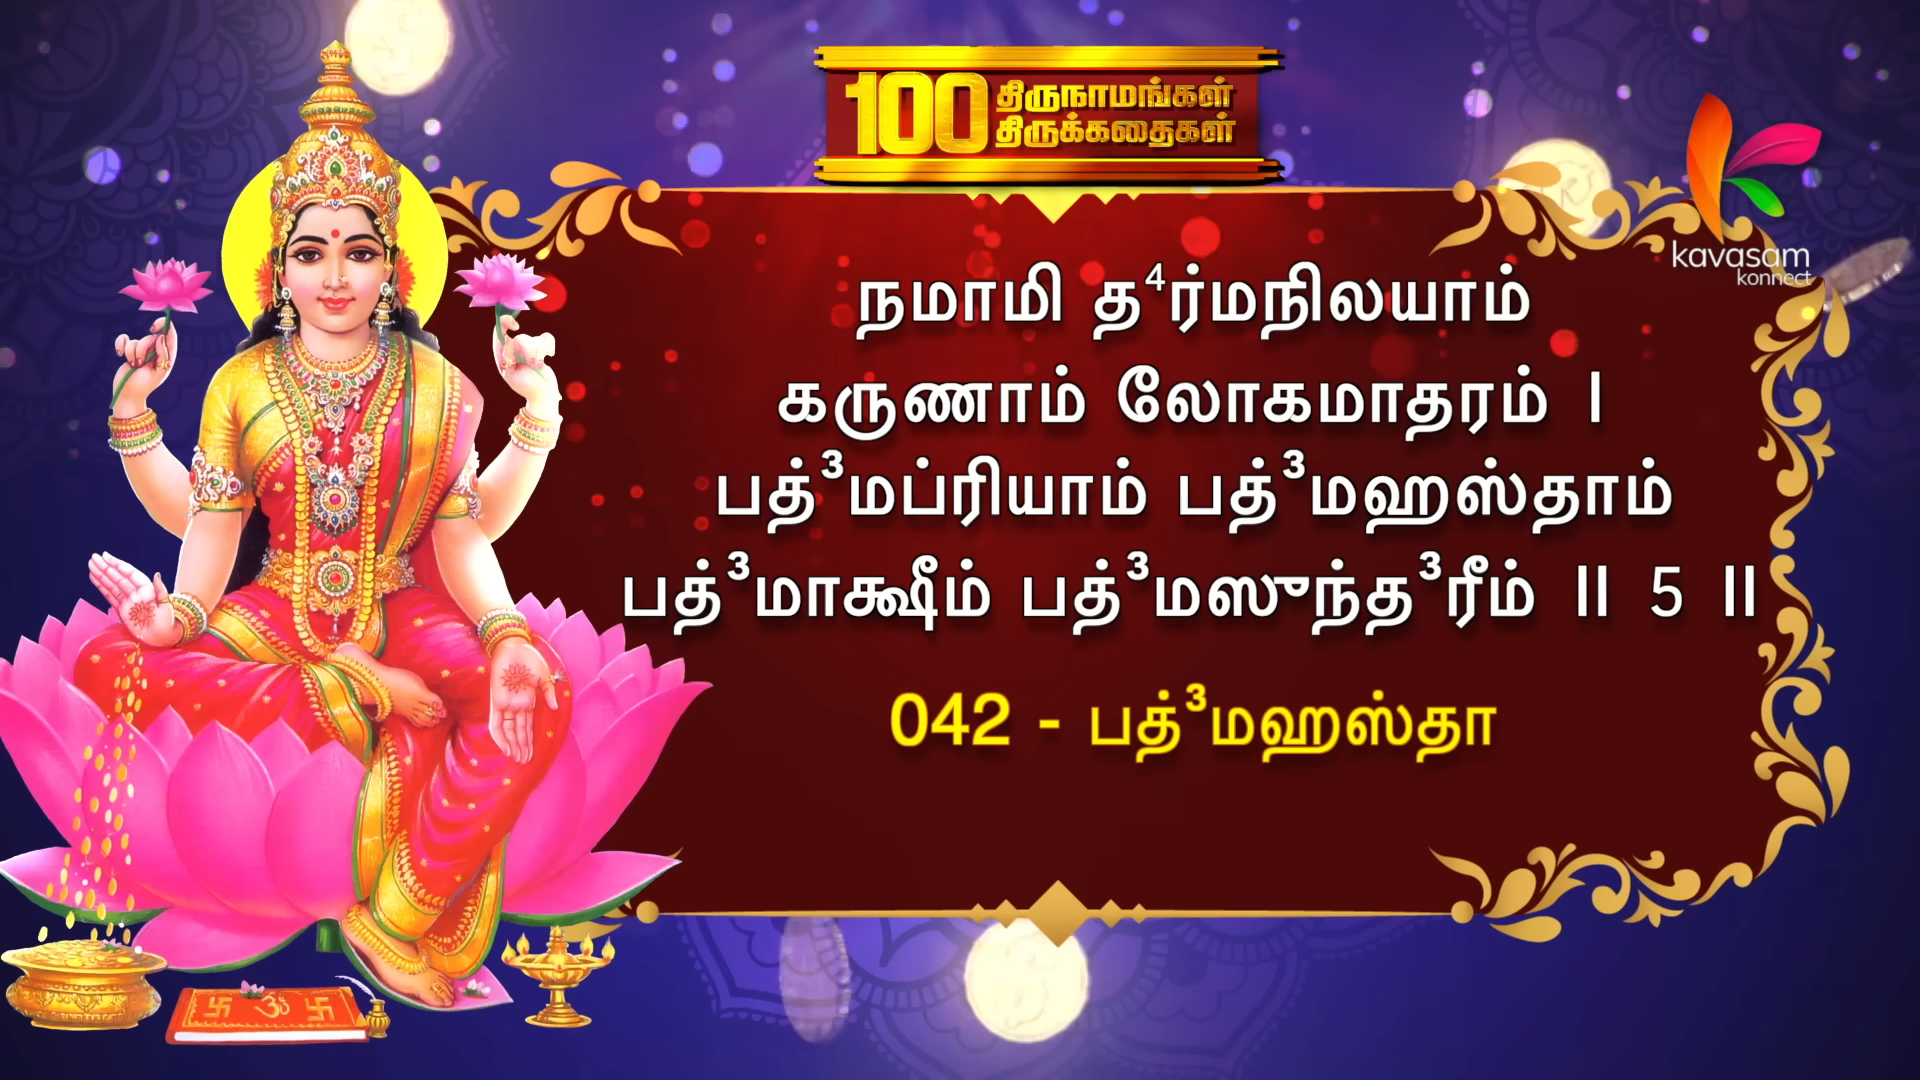 100 திருநாமங்கள்
திருக்கதைகள்
kavasam
konnect
நமாமி த⁴ர்மநிலயாம்
கருணாம் லோகமாதரம் ।
பத்³மப்ரியாம் பத்³மஹஸ்தாம்
பத்³மாக்ஷீம் பத்³மஸுந்த³ரீம் ॥ 5 ॥
042 - பத்³மஹஸ்தா
ॐ